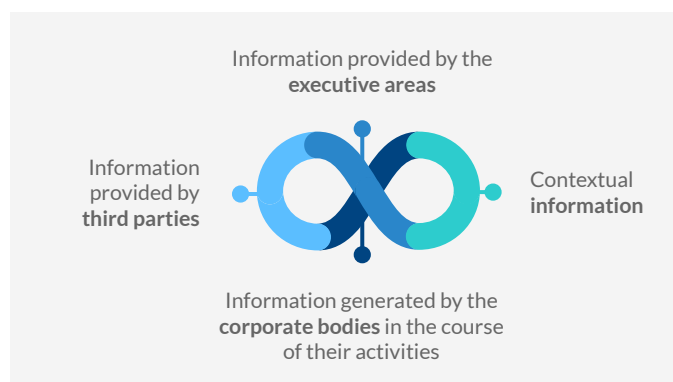 Information provided by the
executive areas
Information
provided by
third parties
Contextual
information
Information generated by the
corporate bodies in the course
of their activities